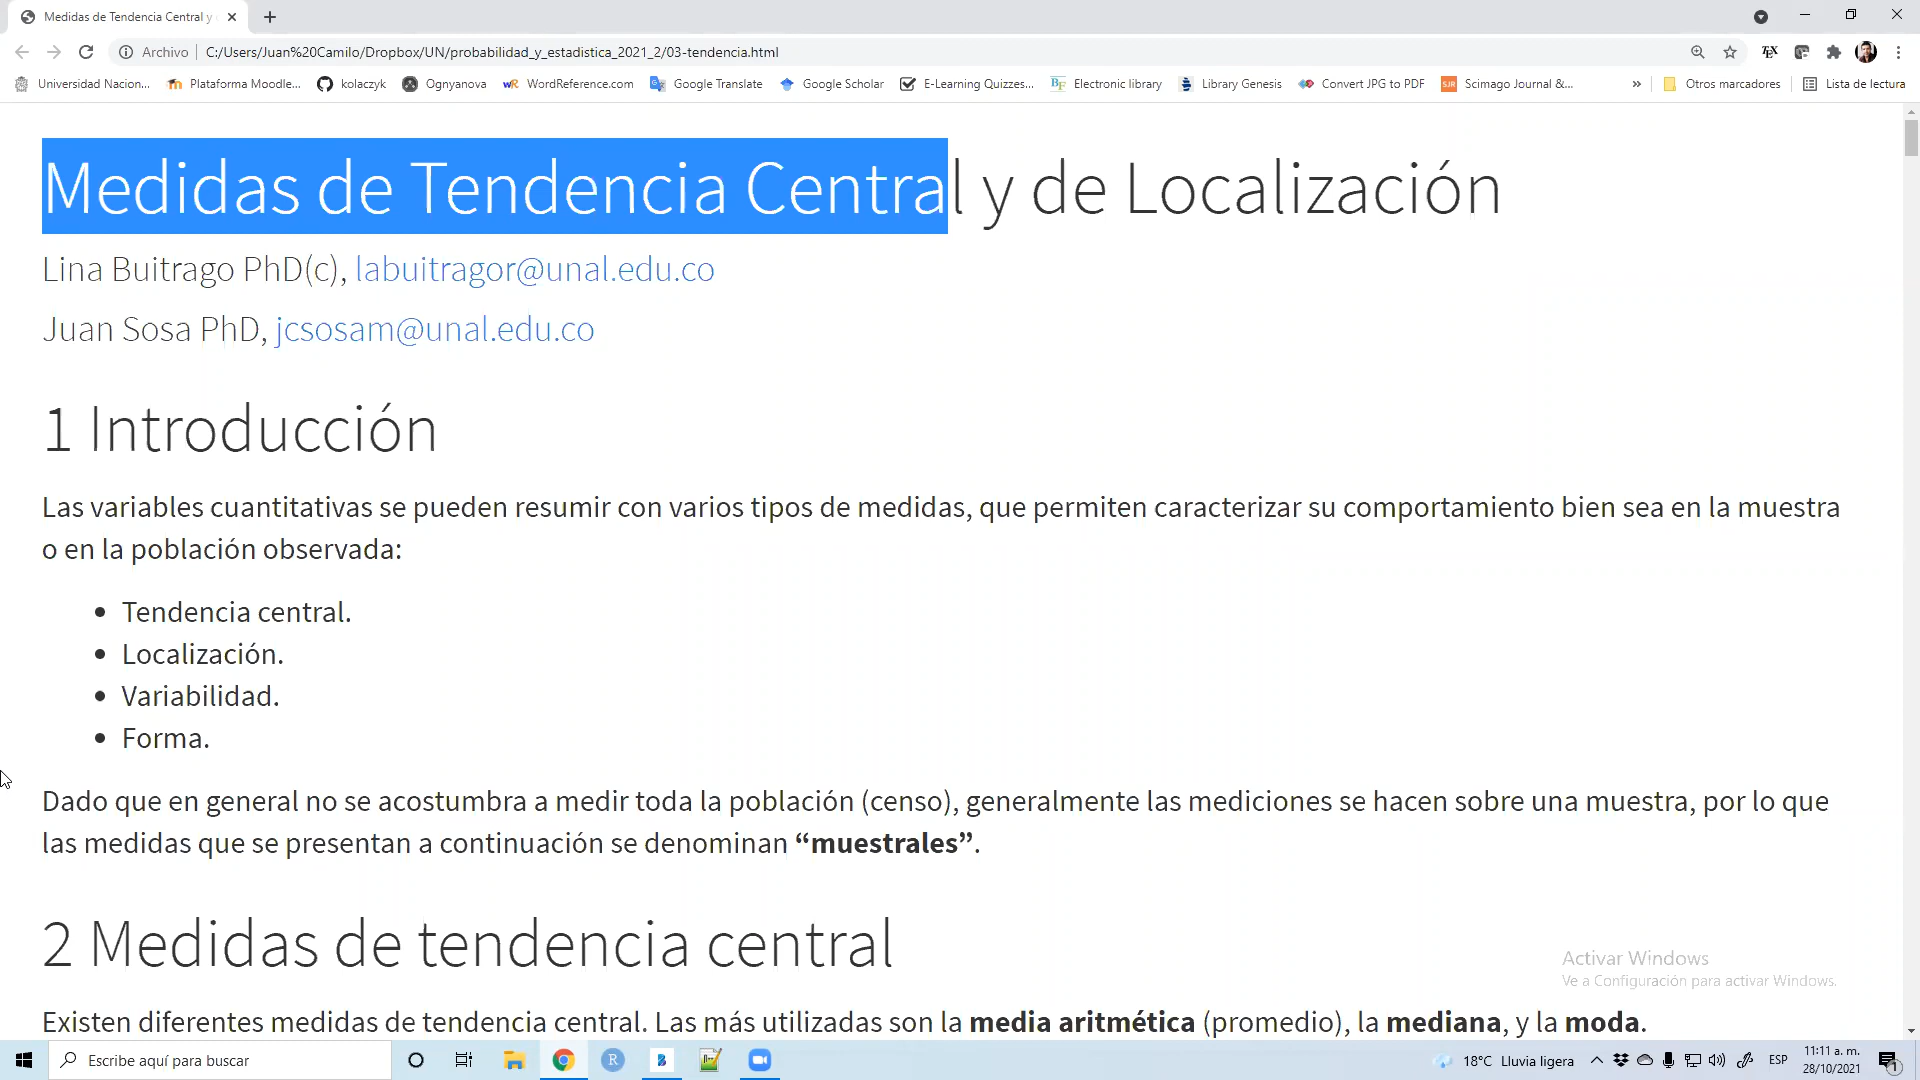 Medidas de Tendencia Central y
Archivo
C:/Users/Juan%20Camilo/Dropbox/UN/probabilidad_y_estadistica_2021_2/03-tendencia.html
Universidad Nacion...
Plataforma Moodle...
kolaczyk
Ognyanova
WordReference.com
Google Translate
Google Scholar
E-Learning Quizzes...
Electronic library
Library Genesis
Convert JPG to PDF
Scimago Journal &...
»
Otros marcadores
Lista de lectura
Medidas de Tendencia Central y de Localización
Lina Buitrago PhD(c), labuitragor@unal.edu.co
Juan Sosa PhD, jcsosam@unal.edu.co
1 Introducción
Las variables cuantitativas se pueden resumir con varios tipos de medidas, que permiten caracterizar su comportamiento bien sea en la muestra
o en la población observada:
• Tendencia central.
• Localización.
• Variabilidad.
• Forma.
Dado que en general no se acostumbra a medir toda la población (censo), generalmente las mediciones se hacen sobre una muestra, por lo que
las medidas que se presentan a continuación se denominan “muestrales”.
2 Medidas de tendencia central
Activar Windows
Ve a Configuración para activar Windows.
Existen diferentes medidas de tendencia central. Las más utilizadas son la media aritmética (promedio), la mediana, y la moda.
Escribe aquí para buscar
18°C Lluvia ligera
ESP
11:11 a. m.
28/10/2021